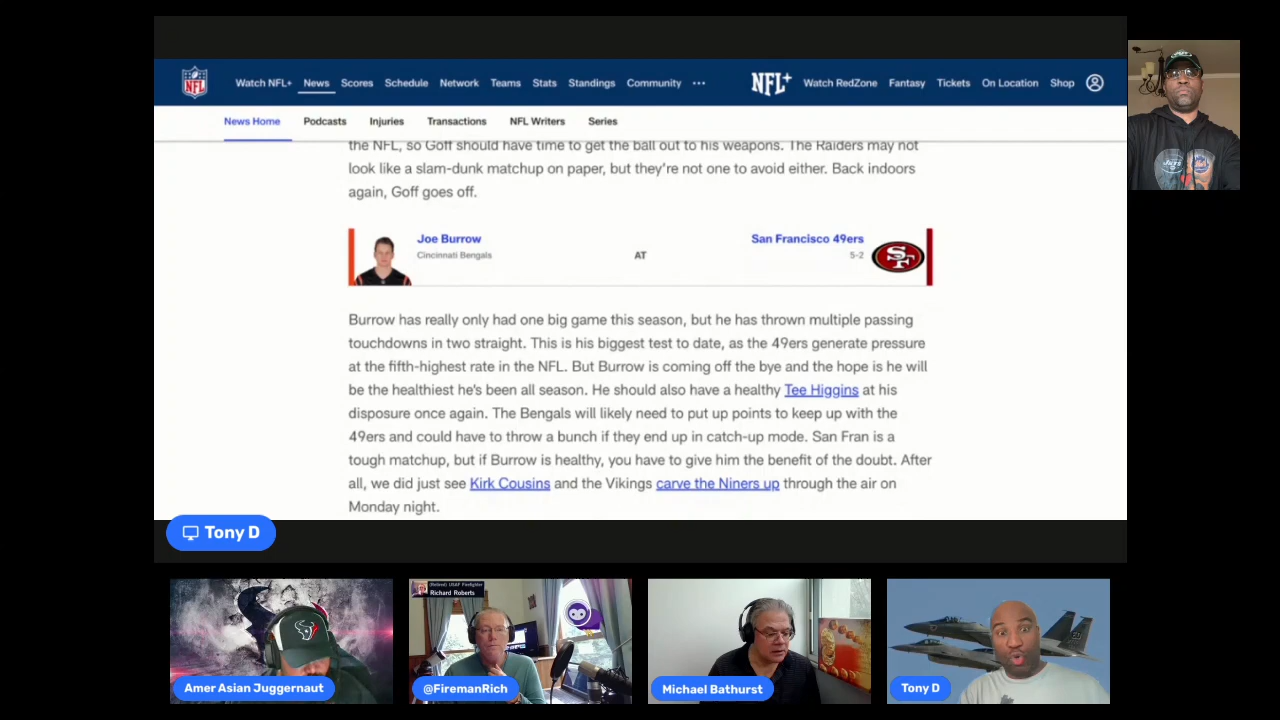 NFL
Watch NFL+ News Scores Schedule Network Teams Stats Standings Community ...
NFL+ Watch RedZone Fantasy Tickets On Location Shop
News Home Podcasts Injuries Transactions NFL Writers Series
the NFL, so Goff should have time to get the ball out to his weapons. The Raiders may not
look like a slam-dunk matchup on paper, but they're not one to avoid either. Back indoors
again, Goff goes off.
Joe Burrow
Cincinnati Bengals
AT
San Francisco 49ers
5-2
SF
Burrow has really only had one big game this season, but he has thrown multiple passing
touchdowns in two straight. This is his biggest test to date, as the 49ers generate pressure
at the fifth-highest rate in the NFL. But Burrow is coming off the bye and the hope is he will
be the healthiest he's been all season. He should also have a healthy Tee Higgins at his
disposure once again. The Bengals will likely need to put up points to keep up with the
49ers and could have to throw a bunch if they end up in catch-up mode. San Fran is a
tough matchup, but if Burrow is healthy, you have to give him the benefit of the doubt. After
all, we did just see Kirk Cousins and the Vikings carve the Niners up through the air on
Monday night.
Tony D
JETS
(Retired) USAF Firefighter
Richard Roberts
Amer Asian Juggernaut
@FiremanRich
Michael Bathurst
Tony D